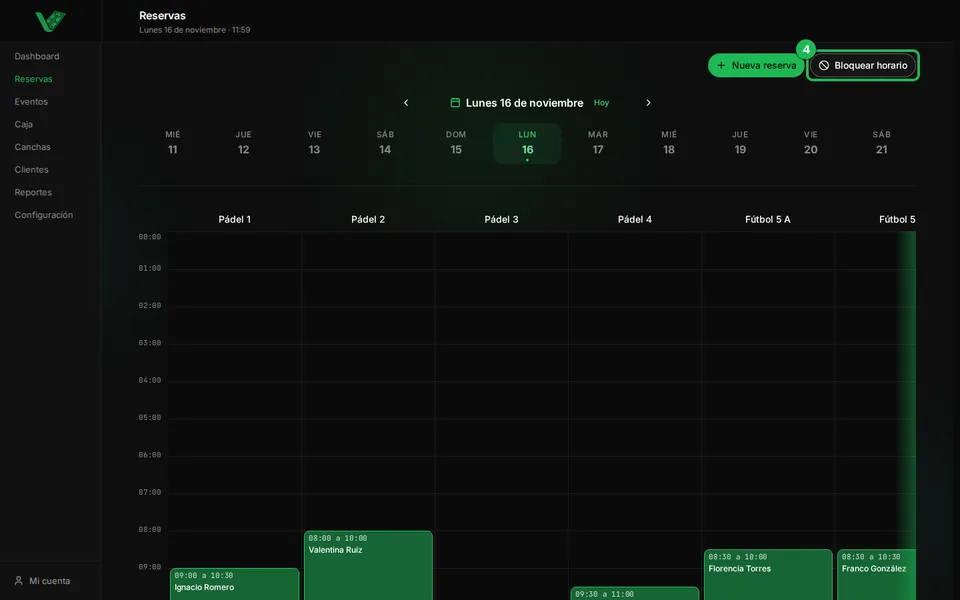 Reservas
Lunes 16 de noviembre · 11:59
Dashboard
Reservas
Eventos
Caja
Canchas
Clientes
Reportes
Configuración
Mi cuenta
4
+ Nueva reserva
Bloquear horario
Lunes 16 de noviembre Hoy
MIÉ JUE VIE SÁB DOM LUN MAR MIÉ JUE VIE SÁB
11 12 13 14 15 16 17 18 19 20 21
Pádel 1 Pádel 2 Pádel 3 Pádel 4 Fútbol 5 A Fútbol 5
00:00
01:00
02:00
03:00
04:00
05:00
06:00
07:00
08:00
09:00
08:00 a 10:00
Valentina Ruiz
08:30 a 10:00
Florencia Torres
08:30 a 10:30
Franco González
09:00 a 10:30
Ignacio Romero
09:30 a 11:00